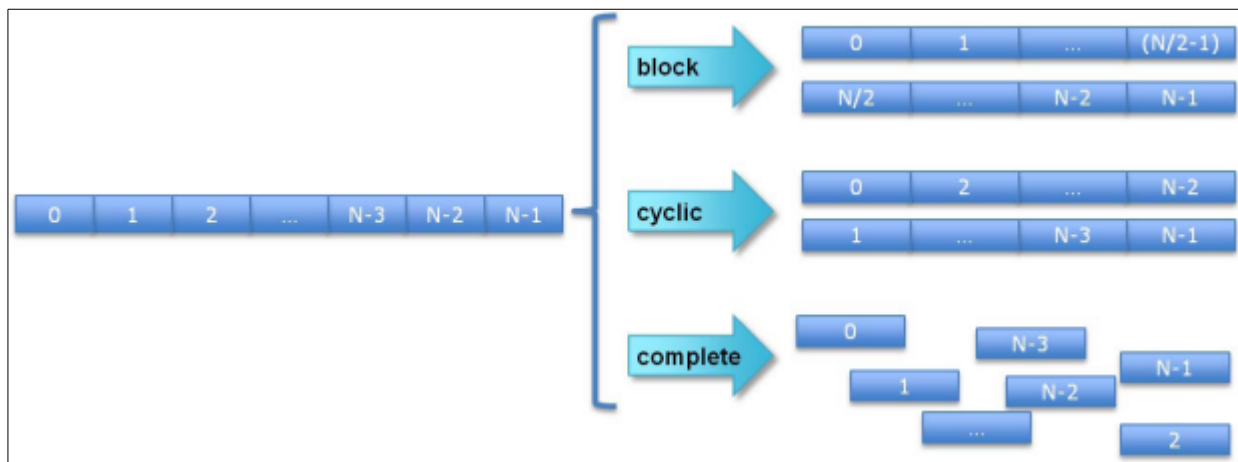 block
0 1 ... (N/2-1)
N/2 ... N-2 N-1
0 1 2 ... N-3 N-2 N-1
cyclic
0 2 ... N-2
1 ... N-3 N-1
complete
0
N-3
N-1
1
N-2
...
2